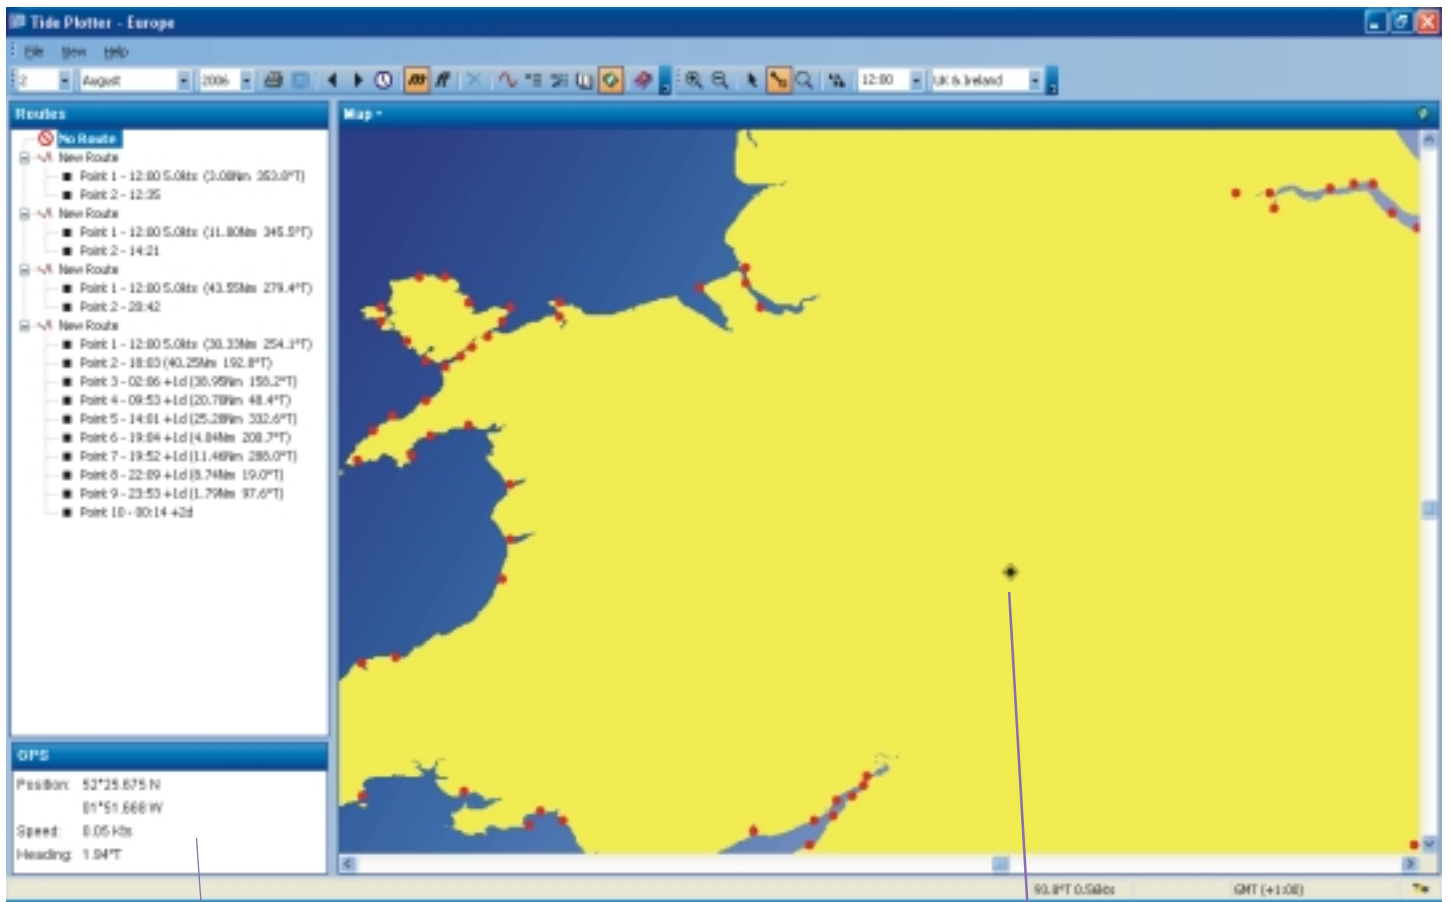 Tide Plotter - Europe
File View Help
2 August 2006 12:00 UK & Ireland
Routes
No Route
New Route
Point 1 - 12:00 5.0kts (3.08Nm 353.8°T)
Point 2 - 12:35
New Route
Point 1 - 12:00 5.0kts (11.80Nm 345.5°T)
Point 2 - 14:21
New Route
Point 1 - 12:00 5.0kts (43.55Nm 279.4°T)
Point 2 - 20:42
New Route
Point 1 - 12:00 5.0kts (30.33Nm 254.1°T)
Point 2 - 18:03 (40.25Nm 192.8°T)
Point 3 - 02:06 +1d (38.95Nm 158.2°T)
Point 4 - 09:53 +1d (20.70Nm 48.4°T)
Point 5 - 14:01 +1d (25.28Nm 332.6°T)
Point 6 - 19:04 +1d (4.04Nm 200.7°T)
Point 7 - 19:52 +1d (11.46Nm 288.0°T)
Point 8 - 22:09 +1d (8.74Nm 19.0°T)
Point 9 - 23:53 +1d (1.79Nm 97.6°T)
Point 10 - 00:14 +2d
Map
GPS
Position: 52°25.675 N
01°51.668 W
Speed: 0.05 kts
Heading: 1.94°T
GMT (+1:00)